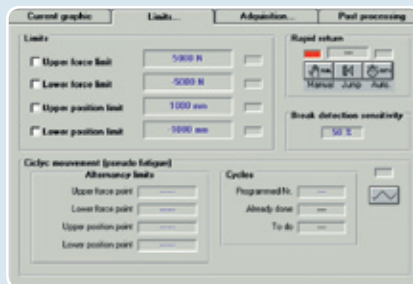 Current graphic
Limits...
Adquisition...
Post processing
Limits
Upper force limit 5000 N
Lower force limit -5000 N
Upper position limit 1000 mm
Lower position limit -1000 mm
Rapid return
---
Manual Jump Auto.
Break detection sensitivity
50 %
Ciclyc mouvement (pseudo fatigue)
Alternancy limits
Upper force point -----
Lower force point -----
Upper position point -----
Lower position point -----
Cycles
Programmed Nr. ---
Already done ---
To do ---